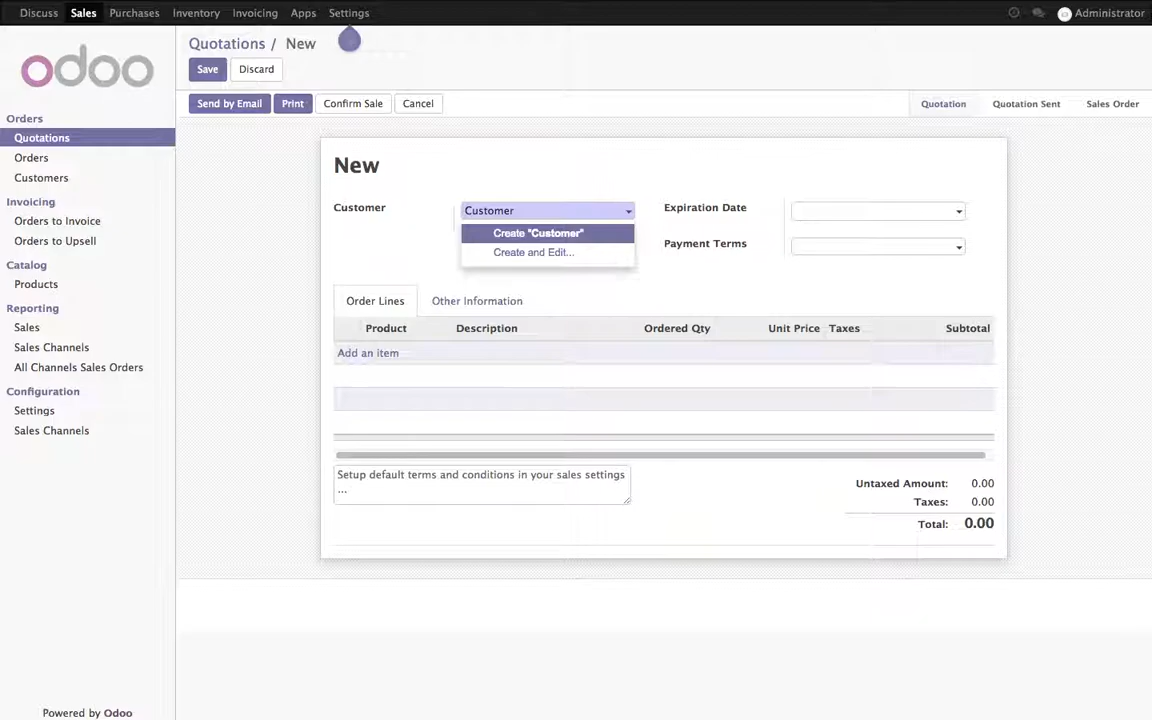 Discuss Sales Purchases Inventory Invoicing Apps Settings Administrator
odoo
Orders
Quotations
Orders
Customers
Invoicing
Orders to Invoice
Orders to Upsell
Catalog
Products
Reporting
Sales
Sales Channels
All Channels Sales Orders
Configuration
Settings
Sales Channels
Powered by Odoo
Quotations / New
Save Discard
Send by Email Print Confirm Sale Cancel Quotation Quotation Sent Sales Order
New
Customer Customer Expiration Date
Create "Customer"
Create and Edit...
Payment Terms
Order Lines Other Information
Product Description Ordered Qty Unit Price Taxes Subtotal
Add an item
Setup default terms and conditions in your sales settings
...
Untaxed Amount: 0.00
Taxes: 0.00
Total: 0.00